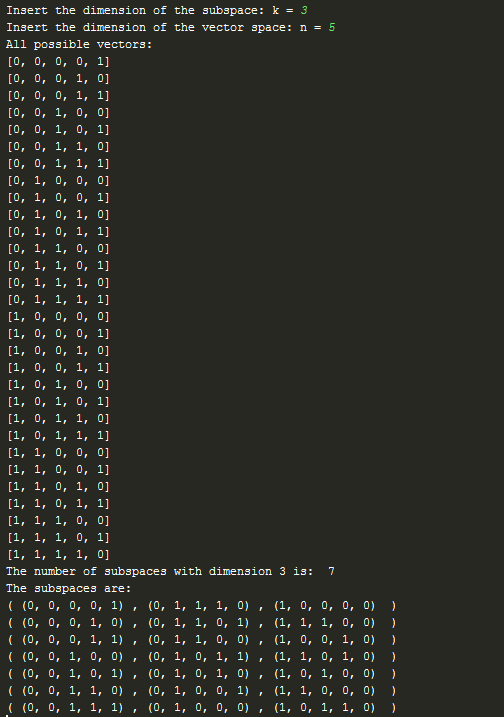 Insert the dimension of the subspace: k = 3
Insert the dimension of the vector space: n = 5
All possible vectors:
[0, 0, 0, 0, 1]
[0, 0, 0, 1, 0]
[0, 0, 0, 1, 1]
[0, 0, 1, 0, 0]
[0, 0, 1, 0, 1]
[0, 0, 1, 1, 0]
[0, 0, 1, 1, 1]
[0, 1, 0, 0, 0]
[0, 1, 0, 0, 1]
[0, 1, 0, 1, 0]
[0, 1, 0, 1, 1]
[0, 1, 1, 0, 0]
[0, 1, 1, 0, 1]
[0, 1, 1, 1, 0]
[0, 1, 1, 1, 1]
[1, 0, 0, 0, 0]
[1, 0, 0, 0, 1]
[1, 0, 0, 1, 0]
[1, 0, 0, 1, 1]
[1, 0, 1, 0, 0]
[1, 0, 1, 0, 1]
[1, 0, 1, 1, 0]
[1, 0, 1, 1, 1]
[1, 1, 0, 0, 0]
[1, 1, 0, 0, 1]
[1, 1, 0, 1, 0]
[1, 1, 0, 1, 1]
[1, 1, 1, 0, 0]
[1, 1, 1, 0, 1]
[1, 1, 1, 1, 0]
The number of subspaces with dimension 3 is:  7
The subspaces are:
( (0, 0, 0, 0, 1) , (0, 1, 1, 1, 0) , (1, 0, 0, 0, 0)  )
( (0, 0, 0, 1, 0) , (0, 1, 1, 0, 1) , (1, 1, 1, 0, 0)  )
( (0, 0, 0, 1, 1) , (0, 1, 1, 0, 0) , (1, 0, 0, 1, 0)  )
( (0, 0, 1, 0, 0) , (0, 1, 0, 1, 1) , (1, 1, 0, 1, 0)  )
( (0, 0, 1, 0, 1) , (0, 1, 0, 1, 0) , (1, 0, 1, 0, 0)  )
( (0, 0, 1, 1, 0) , (0, 1, 0, 0, 1) , (1, 1, 0, 0, 0)  )
( (0, 0, 1, 1, 1) , (0, 1, 0, 0, 0) , (1, 0, 1, 1, 0)  )